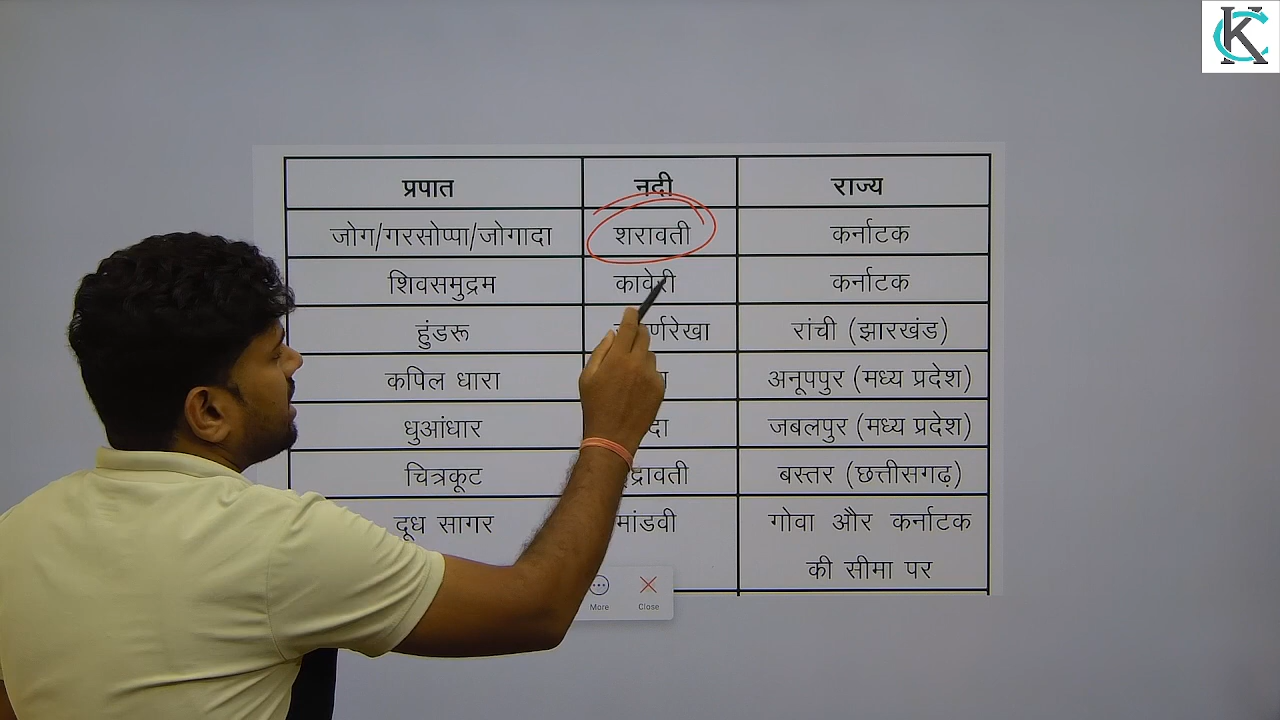 प्रपात नदी राज्य
जोग/गरसोप्पा/जोगादा शरावती कर्नाटक
शिवसमुद्रम कावेरी कर्नाटक
हुंडरू रांची (झारखंड)
कपिल धारा अनूपपुर (मध्य प्रदेश)
धुआंधार जबलपुर (मध्य प्रदेश)
चित्रकूट बस्तर (छत्तीसगढ़)
दूध सागर मांडवी गोवा और कर्नाटक
की सीमा पर
More Close
KC